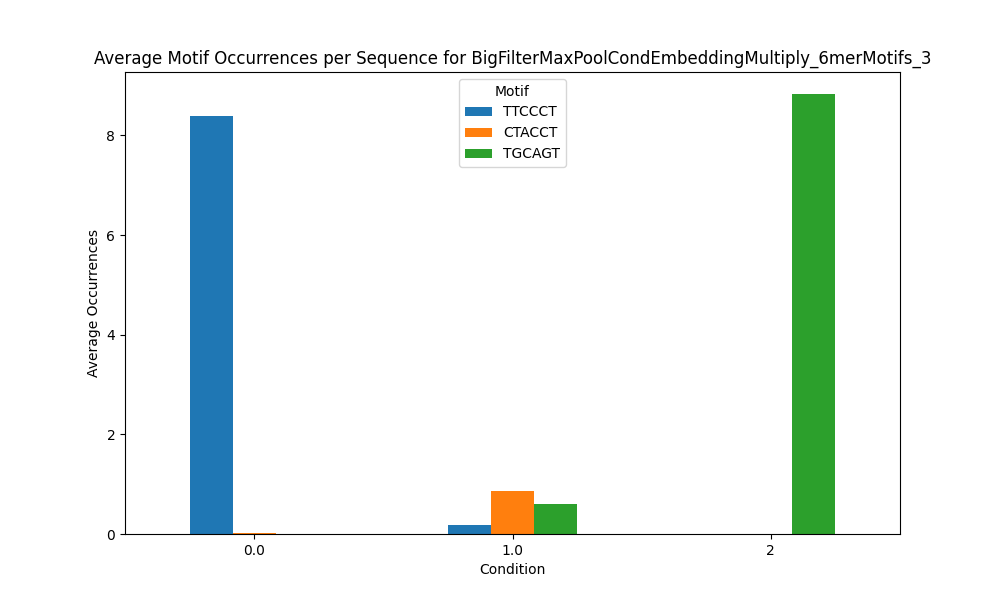 Average Motif Occurrences per Sequence for BigFilterMaxPoolCondEmbeddingMultiply_6merMotifs_3
Motif
TTCCCT
CTACCT
TGCAGT
8
6
4
2
0
Average Occurrences
0.0
1.0
2
Condition